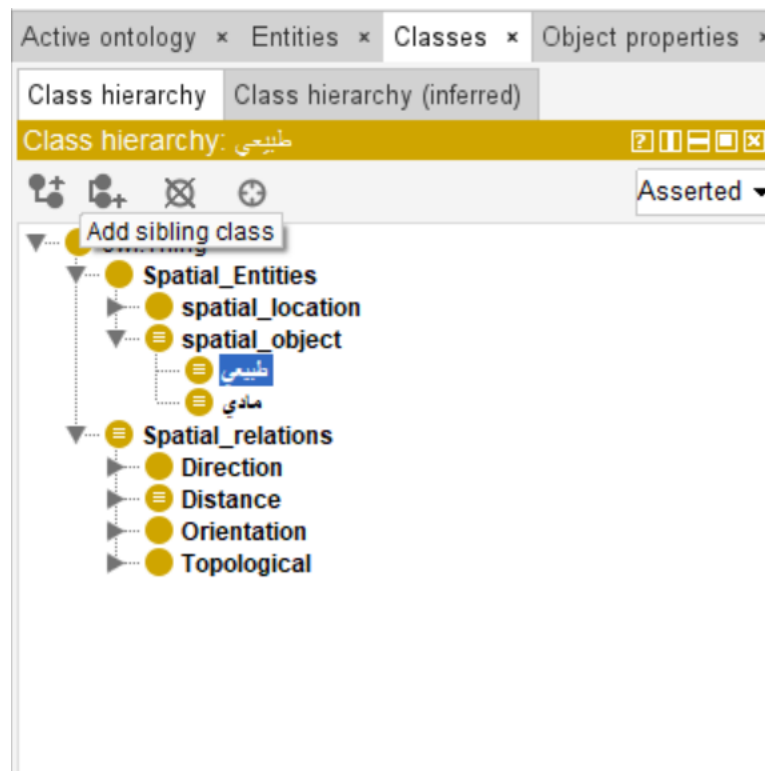 Active ontology × Entities × Classes × Object properties ×
Class hierarchy Class hierarchy (inferred)
Class hierarchy: طبيعي
Asserted
Add sibling class
Spatial_Entities
spatial_location
spatial_object
طبيعي
مادي
Spatial_relations
Direction
Distance
Orientation
Topological